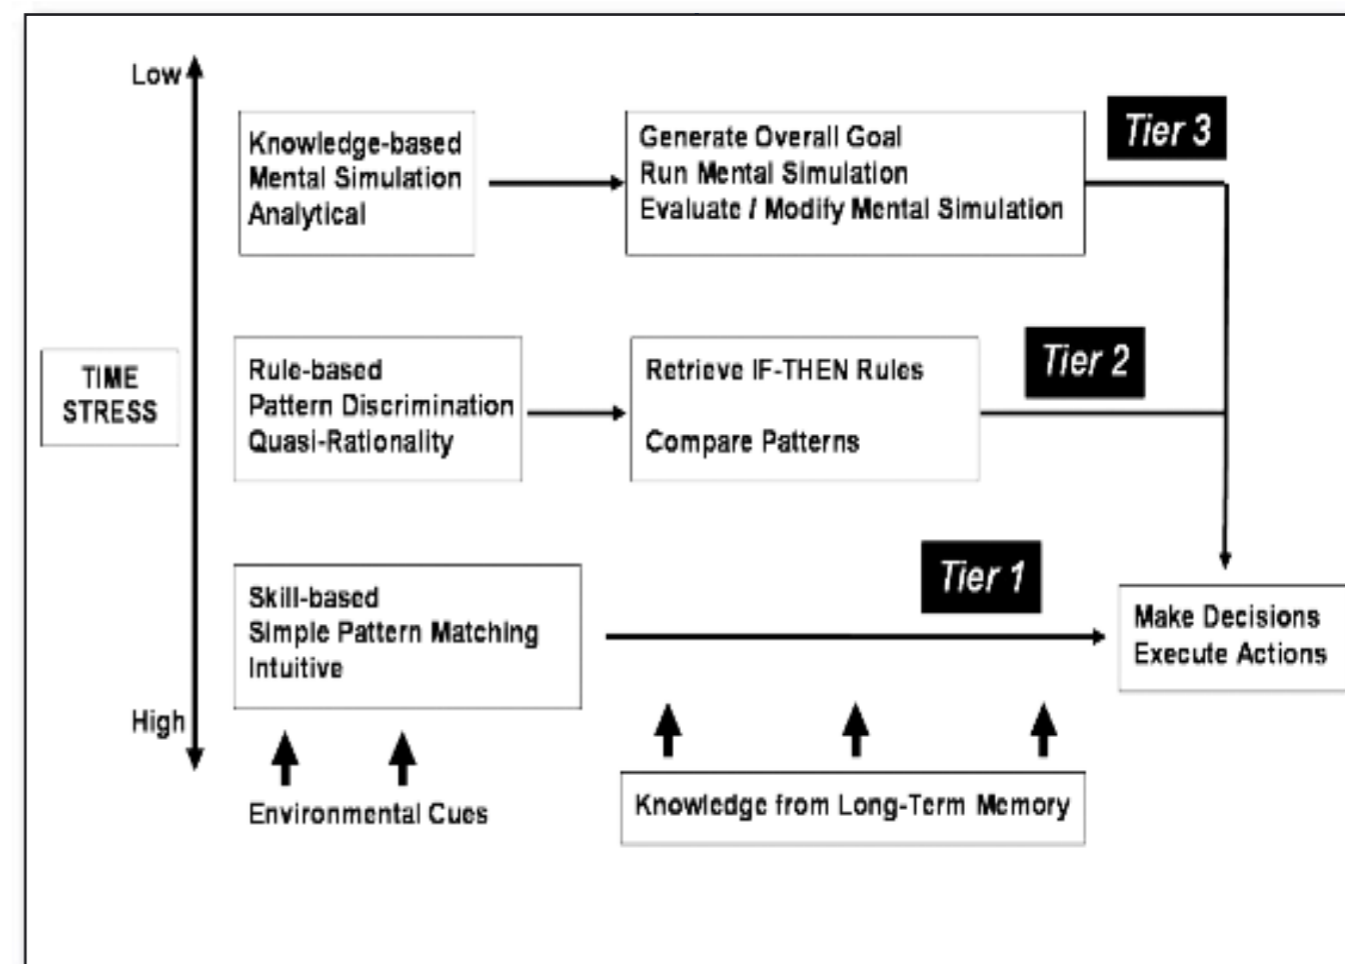 Low
Knowledge-based
Mental Simulation
Analytical
Generate Overall Goal
Run Mental Simulation
Evaluate / Modify Mental Simulation
Tier 3
TIME
STRESS
Rule-based
Pattern Discrimination
Quasi-Rationality
Retrieve IF-THEN Rules
Compare Patterns
Tier 2
Skill-based
Simple Pattern Matching
Intuitive
Tier 1
Make Decisions
Execute Actions
High
Environmental Cues
Knowledge from Long-Term Memory